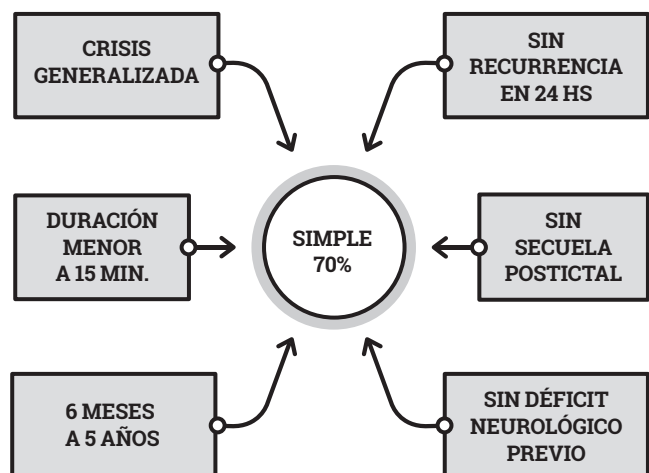 CRISIS
GENERALIZADA
SIN
RECURRENCIA
EN 24 HS
DURACIÓN
MENOR
A 15 MIN.
SIMPLE
70%
SIN
SECUELA
POSTICTAL
6 MESES
A 5 AÑOS
SIN DÉFICIT
NEUROLÓGICO
PREVIO